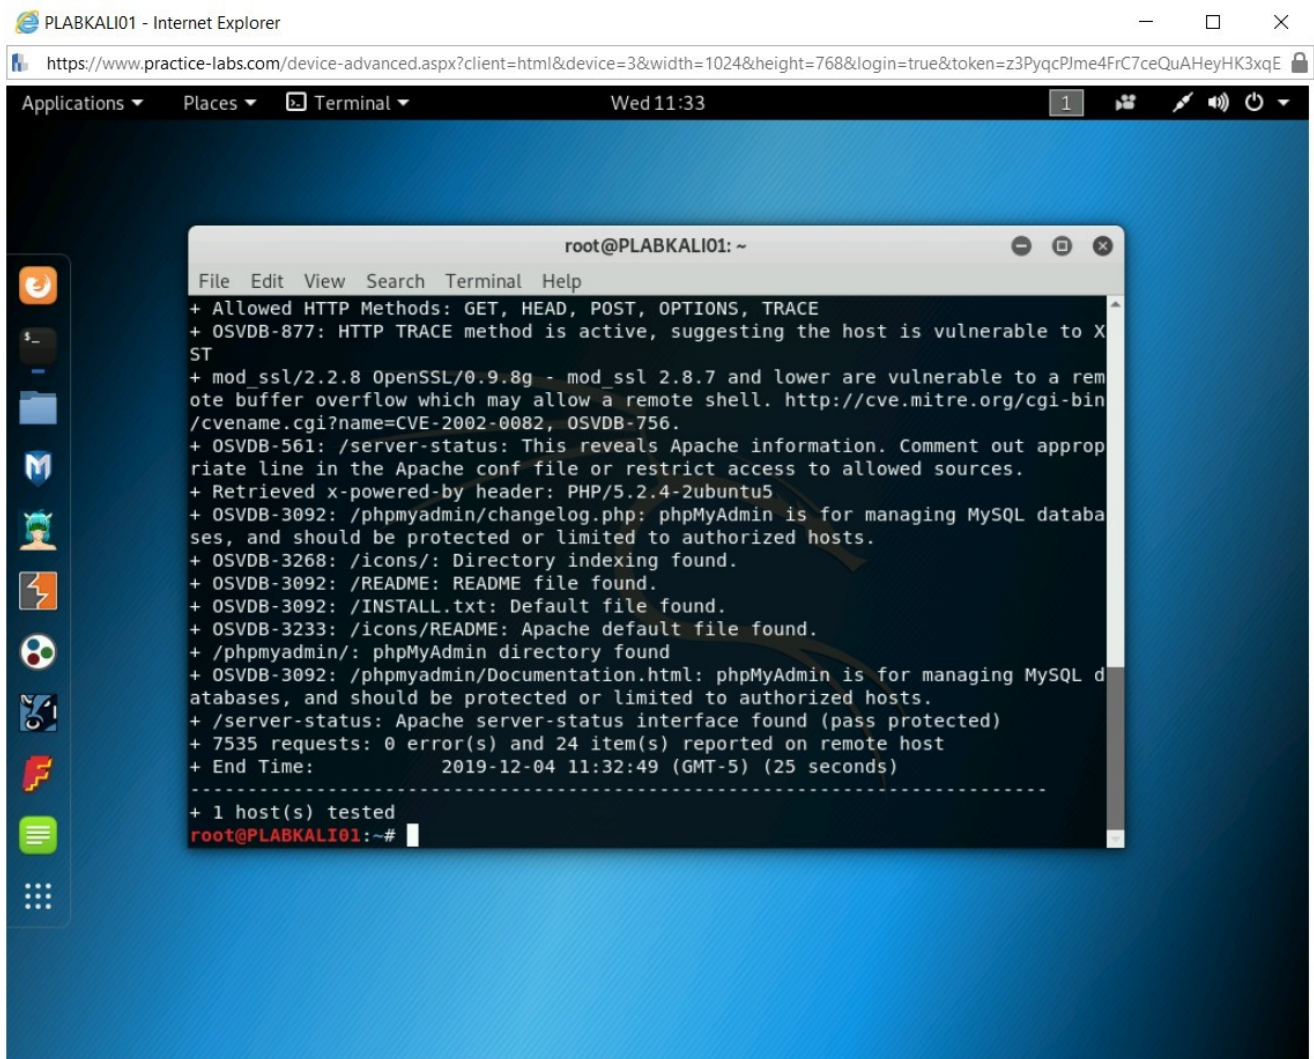 PLABKALI01 - Internet Explorer
https://www.practice-labs.com/device-advanced.aspx?client=html&device=3&width=1024&height=768&login=true&token=z3PyqcPJme4FrC7ceQuAHeyHK3xqE
Applications Places Terminal Wed 11:33 1
root@PLABKALI01: ~
File Edit View Search Terminal Help
+ Allowed HTTP Methods: GET, HEAD, POST, OPTIONS, TRACE
+ OSVDB-877: HTTP TRACE method is active, suggesting the host is vulnerable to X
ST
+ mod_ssl/2.2.8 OpenSSL/0.9.8g - mod_ssl 2.8.7 and lower are vulnerable to a rem
ote buffer overflow which may allow a remote shell. http://cve.mitre.org/cgi-bin
/cvename.cgi?name=CVE-2002-0082, OSVDB-756.
+ OSVDB-561: /server-status: This reveals Apache information. Comment out approp
riate line in the Apache conf file or restrict access to allowed sources.
+ Retrieved x-powered-by header: PHP/5.2.4-2ubuntu5
+ OSVDB-3092: /phpmyadmin/changelog.php: phpMyAdmin is for managing MySQL databa
ses, and should be protected or limited to authorized hosts.
+ OSVDB-3268: /icons/: Directory indexing found.
+ OSVDB-3092: /README: README file found.
+ OSVDB-3092: /INSTALL.txt: Default file found.
+ OSVDB-3233: /icons/README: Apache default file found.
+ /phpmyadmin/: phpMyAdmin directory found
+ OSVDB-3092: /phpmyadmin/Documentation.html: phpMyAdmin is for managing MySQL d
atabases, and should be protected or limited to authorized hosts.
+ /server-status: Apache server-status interface found (pass protected)
+ 7535 requests: 0 error(s) and 24 item(s) reported on remote host
+ End Time: 2019-12-04 11:32:49 (GMT-5) (25 seconds)
---------------------------------------------------------------------------
+ 1 host(s) tested
root@PLABKALI01:~#